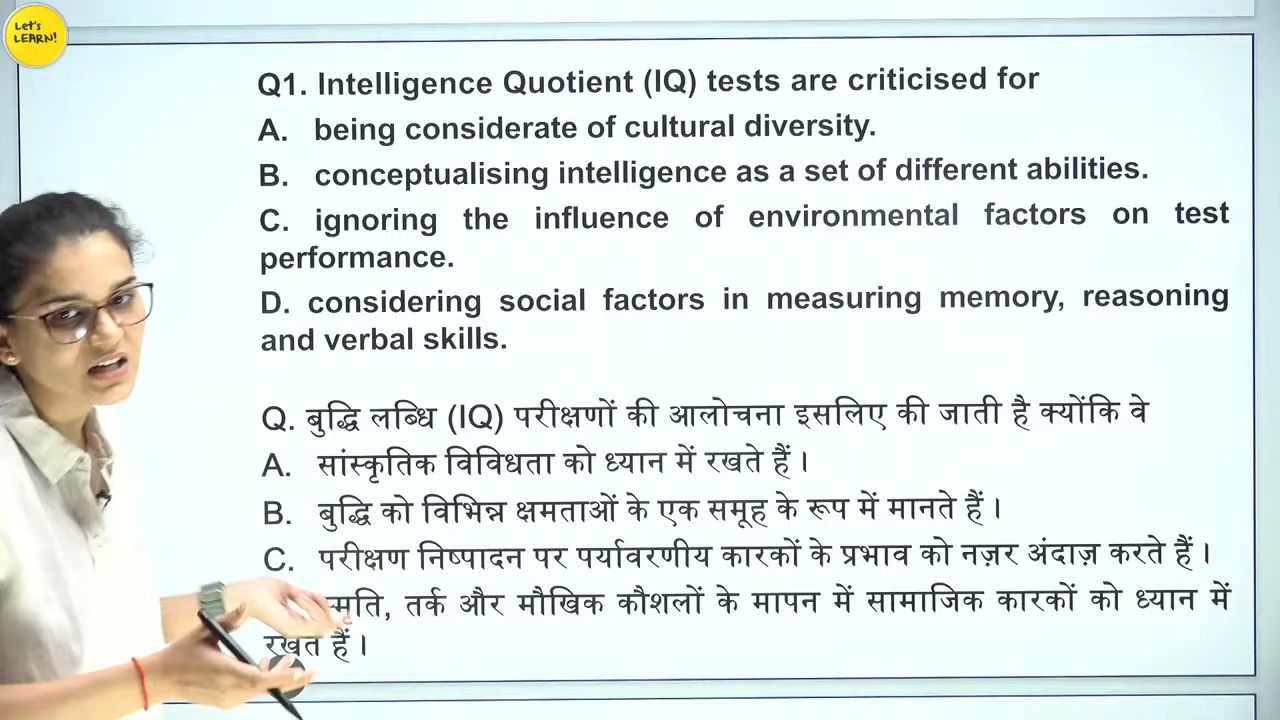 Let's
LEARN!
Q1. Intelligence Quotient (IQ) tests are criticised for
A. being considerate of cultural diversity.
B. conceptualising intelligence as a set of different abilities.
C. ignoring the influence of environmental factors on test
performance.
D. considering social factors in measuring memory, reasoning
and verbal skills.
Q. बुद्धि लब्धि (IQ) परीक्षणों की आलोचना इसलिए की जाती है क्योंकि वे
A. सांस्कृतिक विविधता को ध्यान में रखते हैं।
B. बुद्धि को विभिन्न क्षमताओं के एक समूह के रूप में मानते हैं।
C. परीक्षण निष्पादन पर पर्यावरणीय कारकों के प्रभाव को नज़र अंदाज़ करते हैं।
तर्क और मौखिक कौशलों के मापन में सामाजिक कारकों को ध्यान में
रखते हैं।